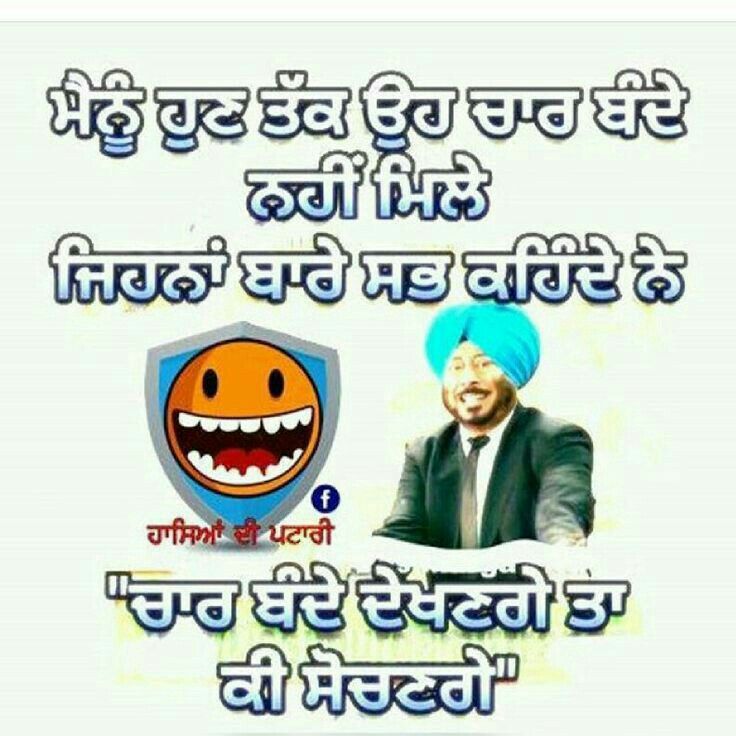 ਮੈਨੂੰ ਹੁਣ ਤੱਕ ਉਹ ਚਾਰ ਬੰਦੇ
ਨਹੀਂ ਮਿਲੇ
ਜਿਹਨਾਂ ਬਾਰੇ ਸਭ ਕਹਿੰਦੇ ਨੇ
f
ਹਾਸਿਆਂ ਦੀ ਪਟਾਰੀ
"ਚਾਰ ਬੰਦੇ ਦੇਖਣਗੇ ਤਾ
ਕੀ ਸੋਚਣਗੇ"